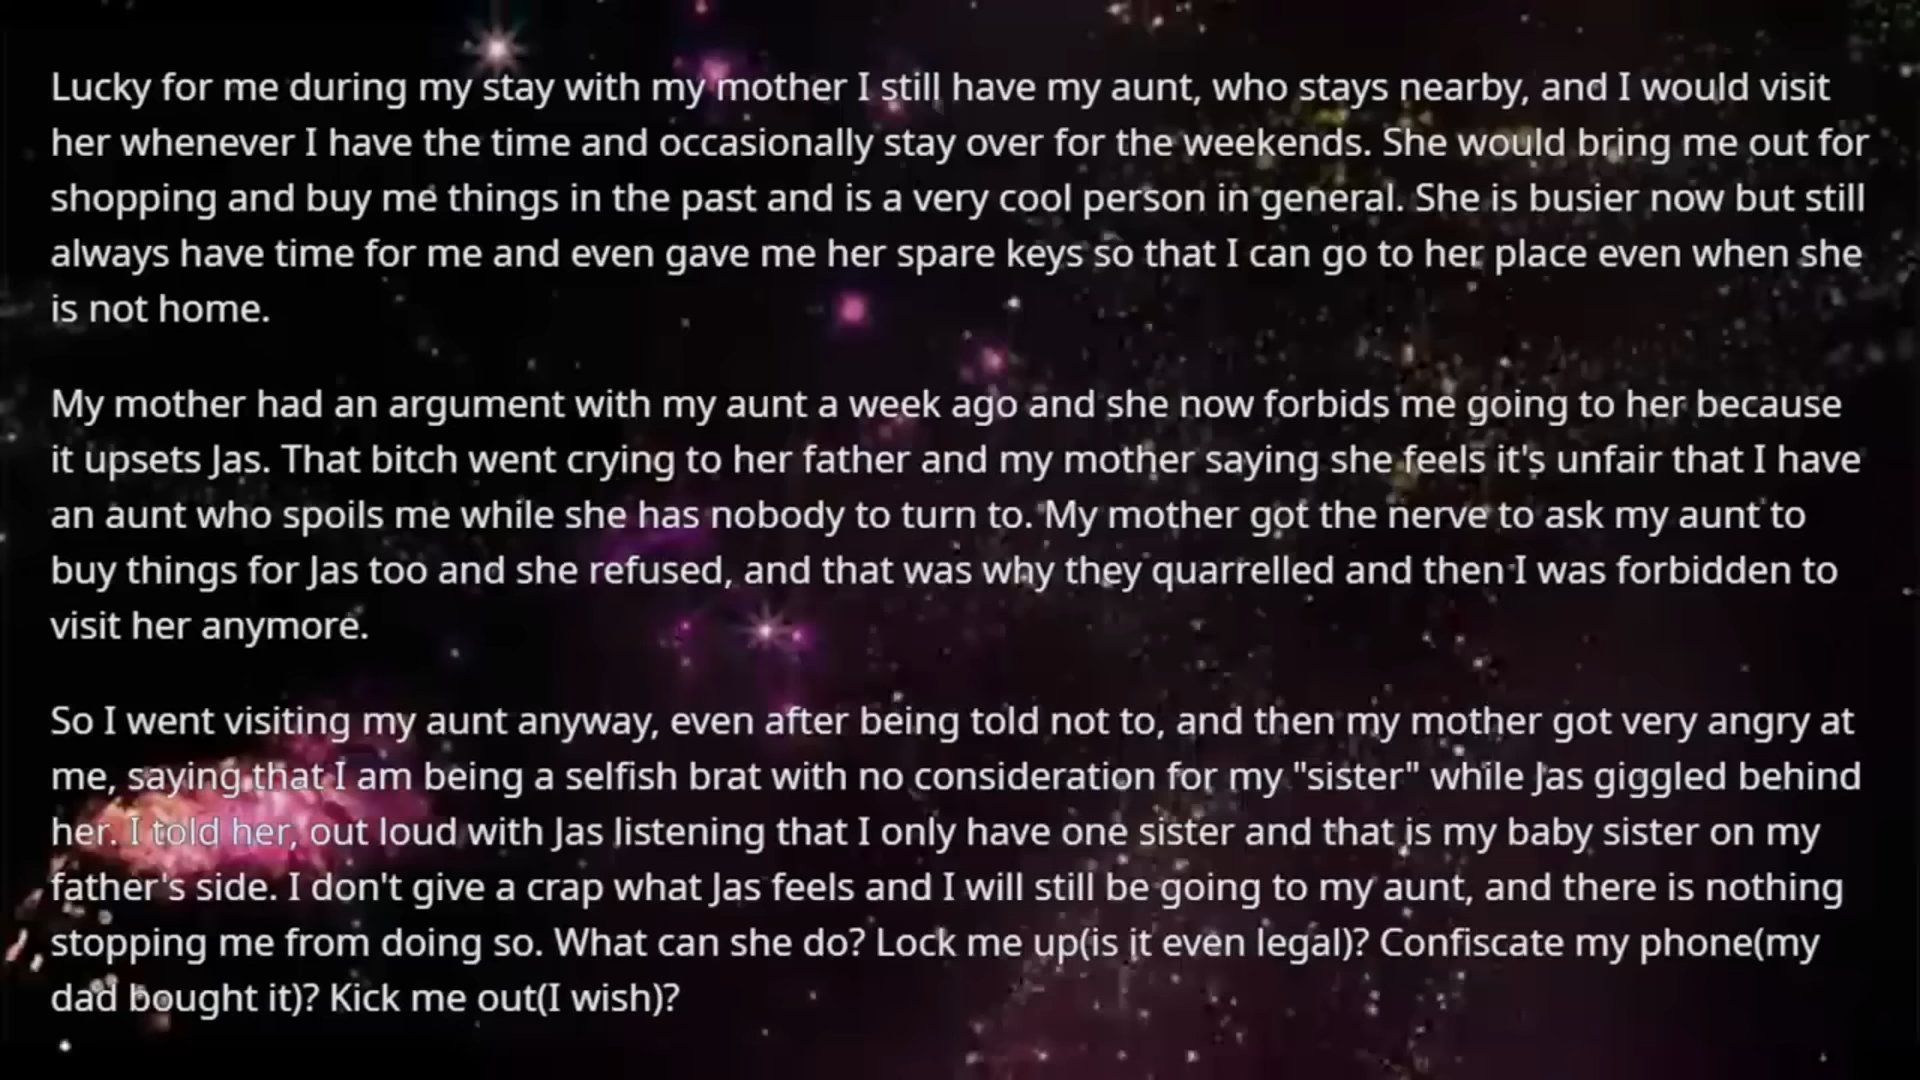 Lucky for me during my stay with my mother I still have my aunt, who stays nearby, and I would visit
her whenever I have the time and occasionally stay over for the weekends. She would bring me out for
shopping and buy me things in the past and is a very cool person in general. She is busier now but still
always have time for me and even gave me her spare keys so that I can go to her place even when she
is not home.
My mother had an argument with my aunt a week ago and she now forbids me going to her because
it upsets Jas. That bitch went crying to her father and my mother saying she feels it's unfair that I have
an aunt who spoils me while she has nobody to turn to. My mother got the nerve to ask my aunt to
buy things for Jas too and she refused, and that was why they quarrelled and then I was forbidden to
visit her anymore.
So I went visiting my aunt anyway, even after being told not to, and then my mother got very angry at
me, saying that I am being a selfish brat with no consideration for my "sister" while Jas giggled behind
her. I told her, out loud with Jas listening that I only have one sister and that is my baby sister on my
father's side. I don't give a crap what Jas feels and I will still be going to my aunt, and there is nothing
stopping me from doing so. What can she do? Lock me up(is it even legal)? Confiscate my phone(my
dad bought it)? Kick me out(I wish)?